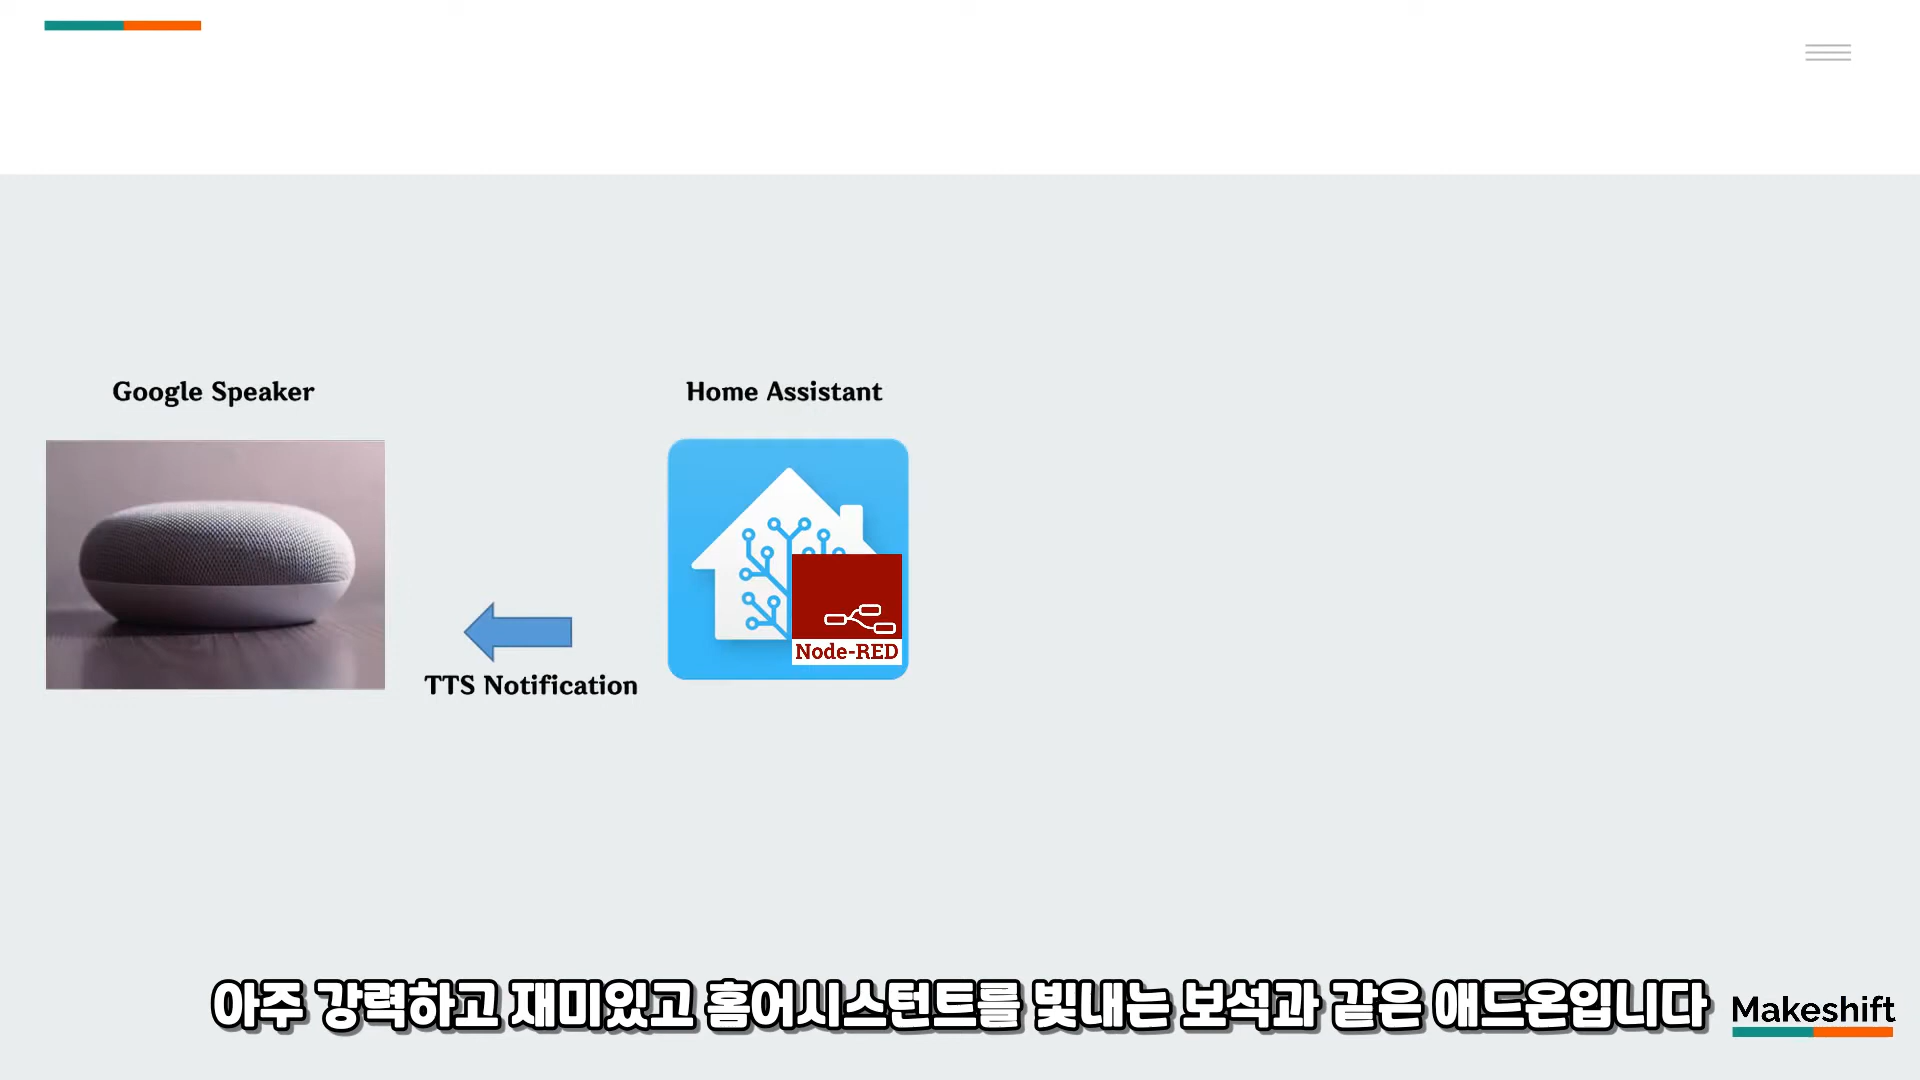 Google Speaker
Home Assistant
Node-RED
TTS Notification
아주 강력하고 재미있고 홈어시스턴트를 빛내는 보석과 같은 애드온입니다
Makeshift